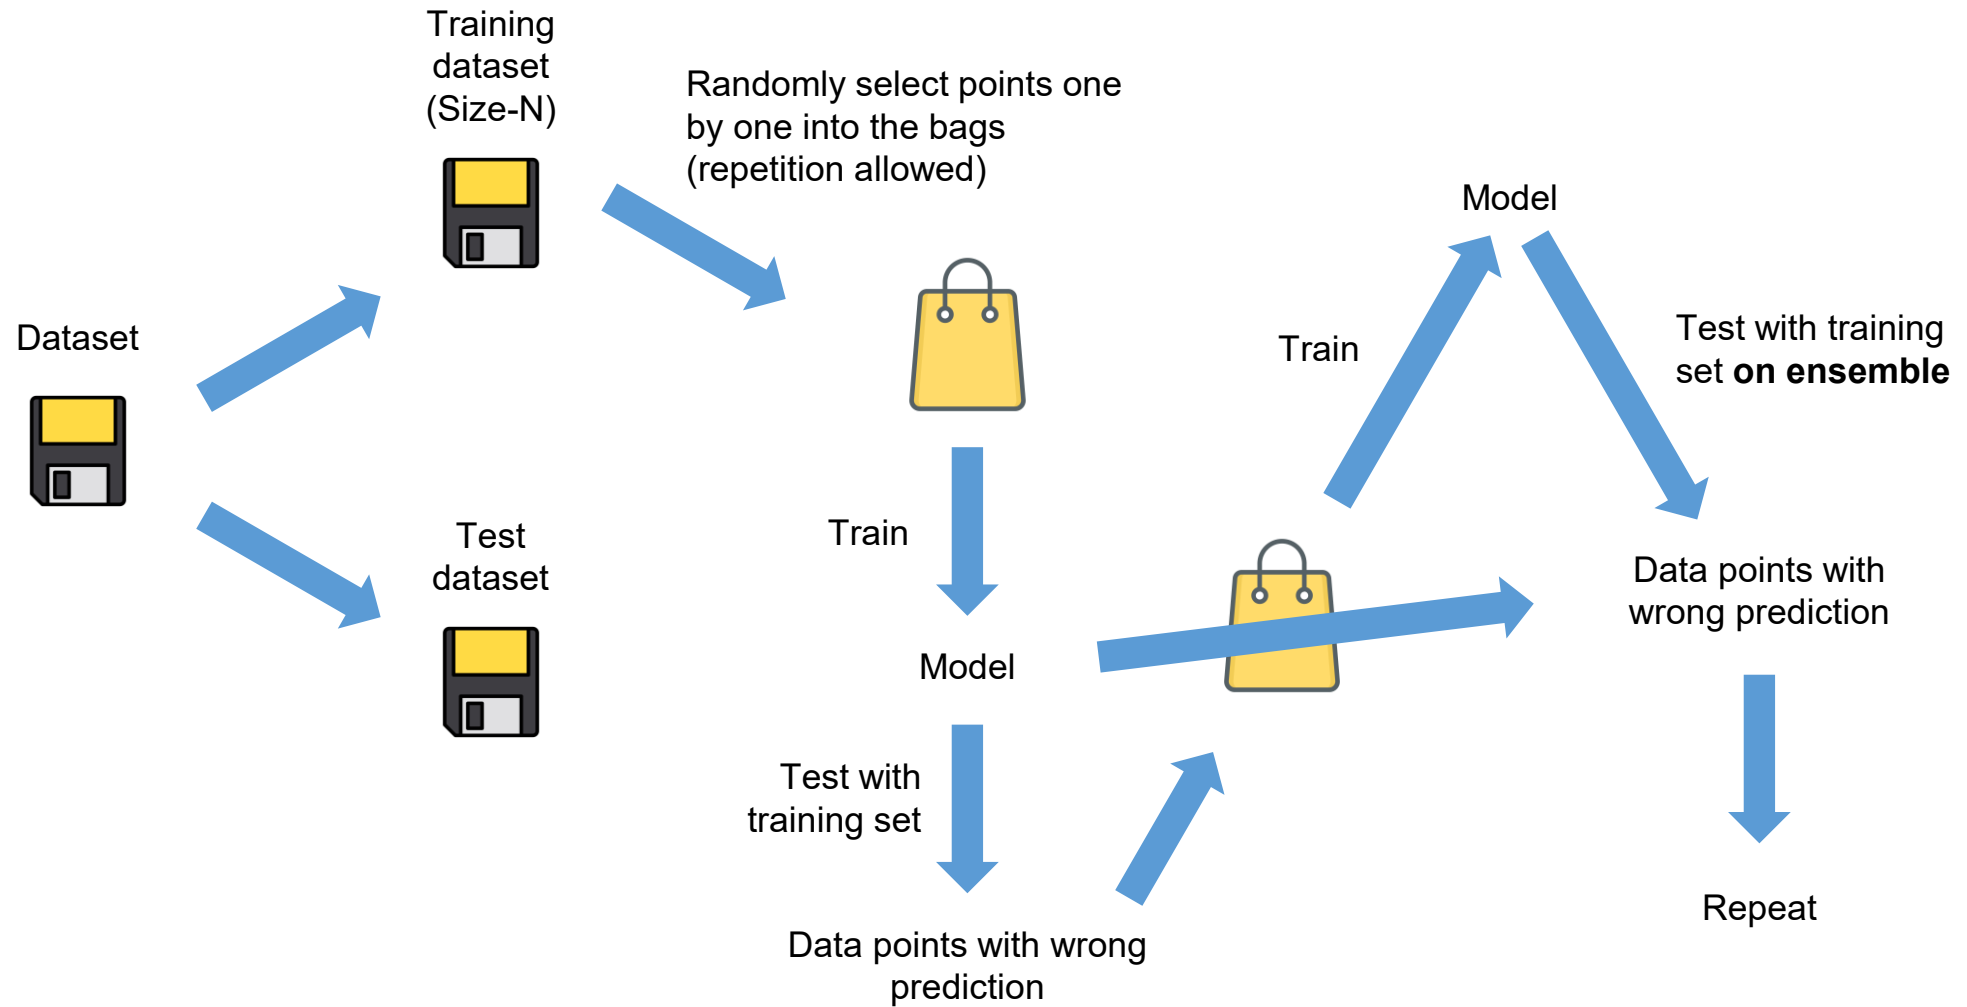 Training
dataset
(Size-N)
Randomly select points one
by one into the bags
(repetition allowed)
Dataset
Test
dataset
Train
Model
Test with
training set
Data points with wrong
prediction
Train
Model
Test with training
set on ensemble
Data points with
wrong prediction
Repeat